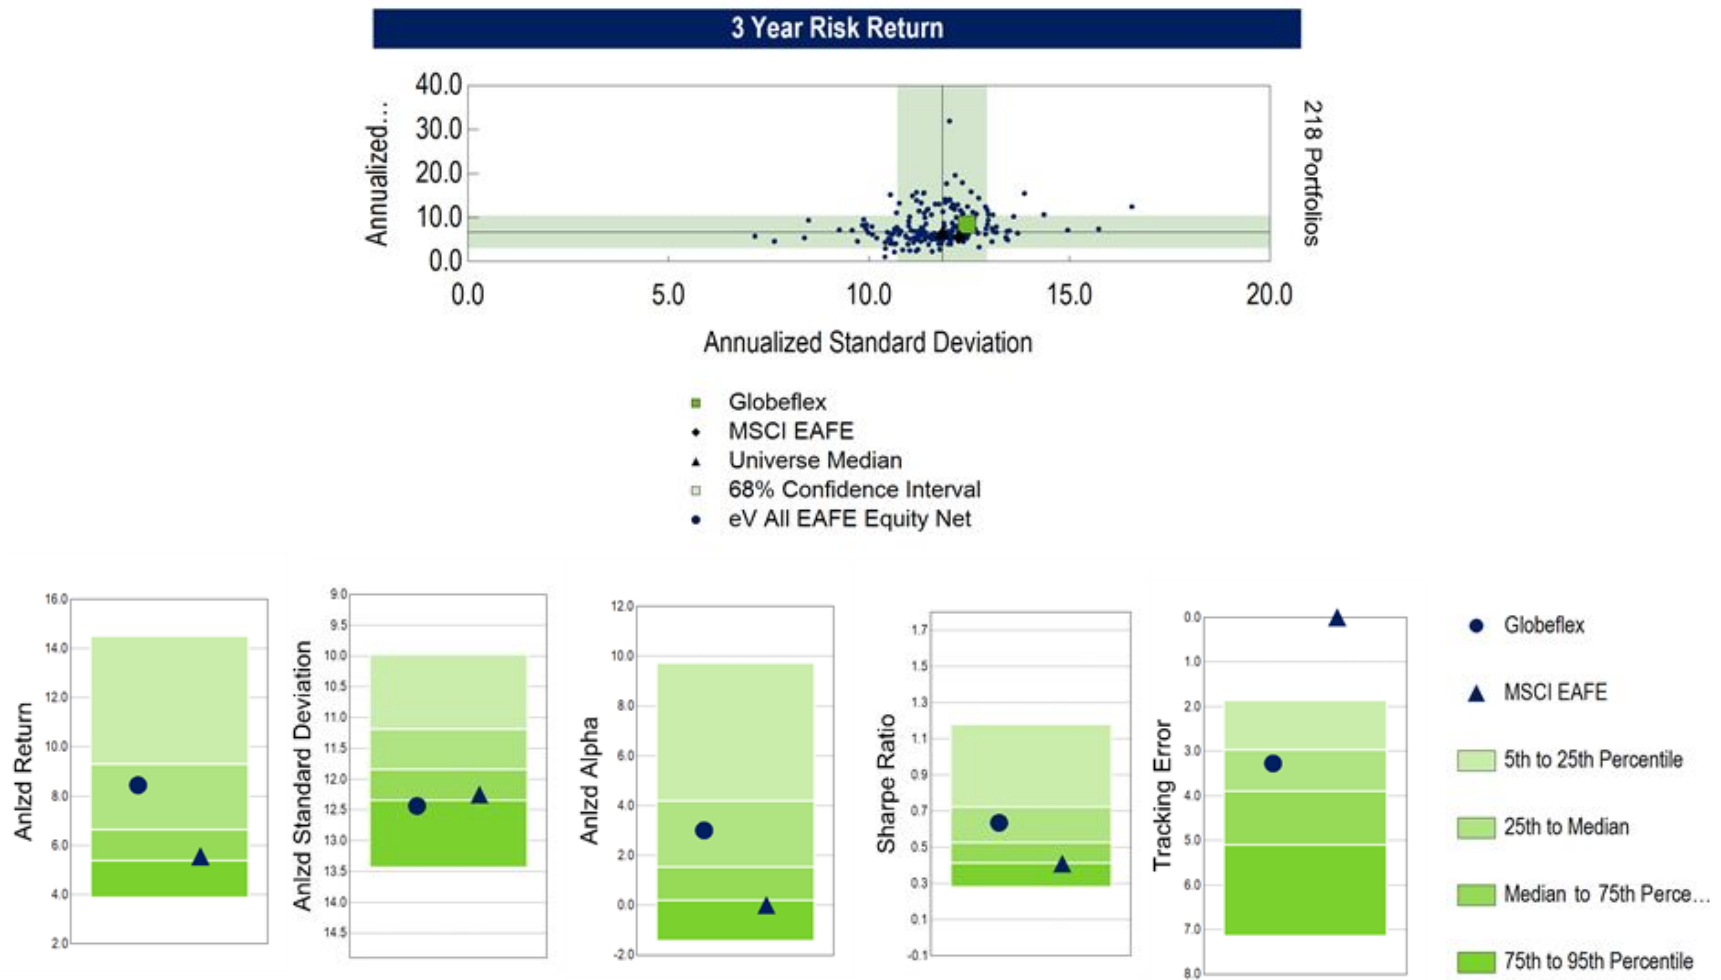 3 Year Risk Return
Annualized...
40.0
30.0
20.0
10.0
0.0
0.0 5.0 10.0 15.0 20.0
Annualized Standard Deviation
218 Portfolios
Globeflex
MSCI EAFE
Universe Median
68% Confidence Interval
eV All EAFE Equity Net
Anlzd Return
16.0
14.0
12.0
10.0
8.0
6.0
4.0
2.0
Anlzd Standard Deviation
9.0
9.5
10.0
10.5
11.0
11.5
12.0
12.5
13.0
13.5
14.0
14.5
Anlzd Alpha
12.0
10.0
8.0
6.0
4.0
2.0
0.0
-2.0
Sharpe Ratio
1.7
1.5
1.3
1.1
0.9
0.7
0.5
0.3
0.1
-0.1
Tracking Error
0.0
1.0
2.0
3.0
4.0
5.0
6.0
7.0
8.0
Globeflex
MSCI EAFE
5th to 25th Percentile
25th to Median
Median to 75th Perce...
75th to 95th Percentile